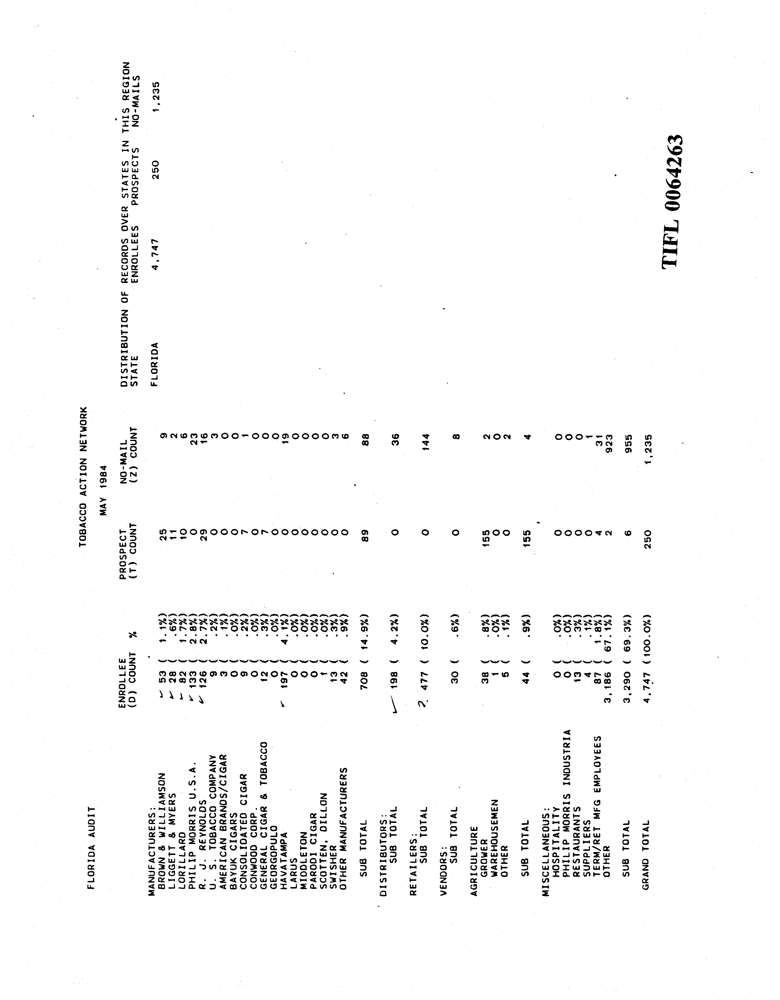 TOBACCO ACTION NETWORK
FLORIDA AUDIT
MAY 1984
DISTRIBUTION OF RECORDS OVER STATES IN THIS REGION
STATE ENROLLEES PROSPECTS NO-MAILS
FLORIDA 4,747 250 1,235
ENROLLEE PROSPECT NO-MAIL
(D) COUNT % (T) COUNT (Z) COUNT
MANUFACTURERS:
BROWN & WILLIAMSON 53 ( 1.1%) 25 9
LIGGETT & MYERS 28 ( .6%) 11 2
LORILLARD 82 ( 1.7%) 10 6
PHILIP MORRIS U.S.A. 133 ( 2.8%) 0 23
R. J. REYNOLDS 126 ( 2.7%) 29 16
U. S. TOBACCO COMPANY 9 ( .2%) 0 3
AMERICAN BRANDS/CIGAR 3 ( .1%) 0 0
BAYUK CIGARS 0 ( .0%) 0 0
CONSOLIDATED CIGAR 9 ( .2%) 7 1
CONWOOD CORP. 0 ( .0%) 0 0
GENERAL CIGAR & TOBACCO 12 ( .3%) 7 0
GEORGOPULO 0 ( .0%) 0 0
HAVATAMPA 197 ( 4.1%) 0 19
LARUS 0 ( .0%) 0 0
MIDDLETON 0 ( .0%) 0 0
PARODI CIGAR 0 ( .0%) 0 0
SCOTTEN, DILLON 1 ( .0%) 0 0
SWISHER 13 ( .3%) 0 3
OTHER MANUFACTURERS 42 ( .9%) 0 6
SUB TOTAL 708 ( 14.9%) 89 88
DISTRIBUTORS:
SUB TOTAL 198 ( 4.2%) 0 36
RETAILERS:
SUB TOTAL ? 477 ( 10.0%) 0 144
VENDORS:
SUB TOTAL 30 ( .6%) 0 8
AGRICULTURE
GROWER 38 ( .8%) 155 2
WAREHOUSEMEN 1 ( .0%) 0 0
OTHER 5 ( .1%) 0 2
SUB TOTAL 44 ( .9%) 155 4
MISCELLANEOUS:
HOSPITALITY 0 ( .0%) 0 0
PHILIP MORRIS INDUSTRIA 0 ( .0%) 0 0
RESTAURANTS 13 ( .3%) 0 0
SUPPLIERS 4 ( .1%) 0 1
TERM/RET MFG EMPLOYEES 87 ( 1.8%) 4 31
OTHER 3,186 ( 67.1%) 2 923
SUB TOTAL 3,290 ( 69.3%) 6 955
GRAND TOTAL 4,747 (100.0%) 250 1,235
TIFL 0064263